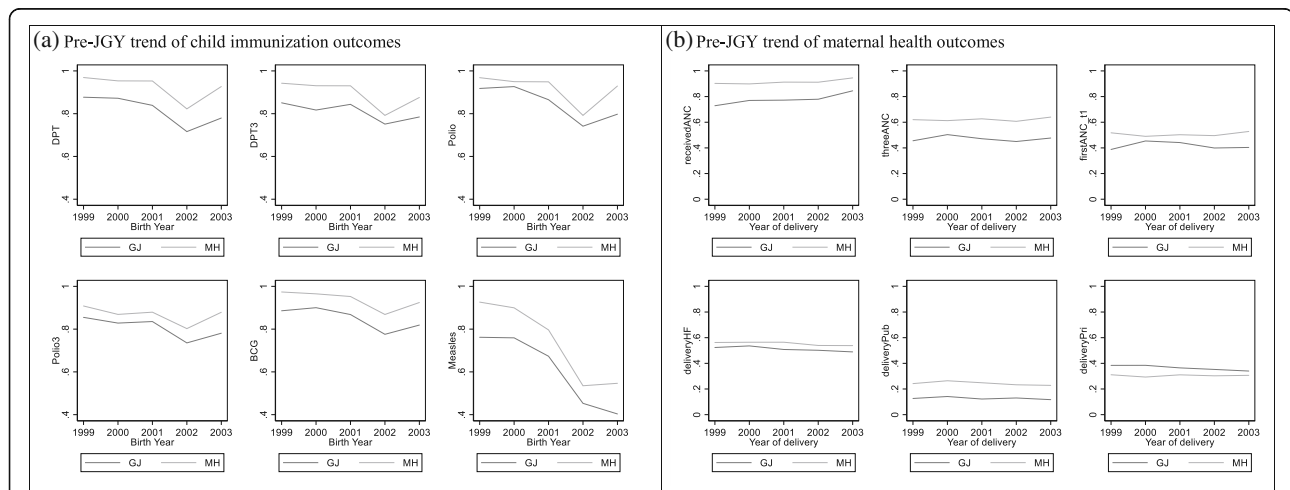 (a) Pre-JGY trend of child immunization outcomes
1
.8
.6
.4
DPT
1999 2000 2001 2002 2003
Birth Year
GJ MH
1
.8
.6
.4
DPT3
1999 2000 2001 2002 2003
Birth Year
GJ MH
1
.8
.6
.4
Polio
1999 2000 2001 2002 2003
Birth Year
GJ MH
1
.8
.6
.4
Polio3
1999 2000 2001 2002 2003
Birth Year
GJ MH
1
.8
.6
.4
BCG
1999 2000 2001 2002 2003
Birth Year
GJ MH
1
.8
.6
.4
Measles
1999 2000 2001 2002 2003
Birth Year
GJ MH
(b) Pre-JGY trend of maternal health outcomes
1
.8
.6
.4
.2
0
receivedANC
1999 2000 2001 2002 2003
Year of delivery
GJ MH
1
.8
.6
.4
.2
0
threeANC
1999 2000 2001 2002 2003
Year of delivery
GJ MH
1
.8
.6
.4
.2
0
firstANC_t1
1999 2000 2001 2002 2003
Year of delivery
GJ MH
1
.8
.6
.4
.2
0
deliveryHF
1999 2000 2001 2002 2003
Year of delivery
GJ MH
1
.8
.6
.4
.2
0
deliveryPub
1999 2000 2001 2002 2003
Year of delivery
GJ MH
1
.8
.6
.4
.2
0
deliveryPri
1999 2000 2001 2002 2003
Year of delivery
GJ MH